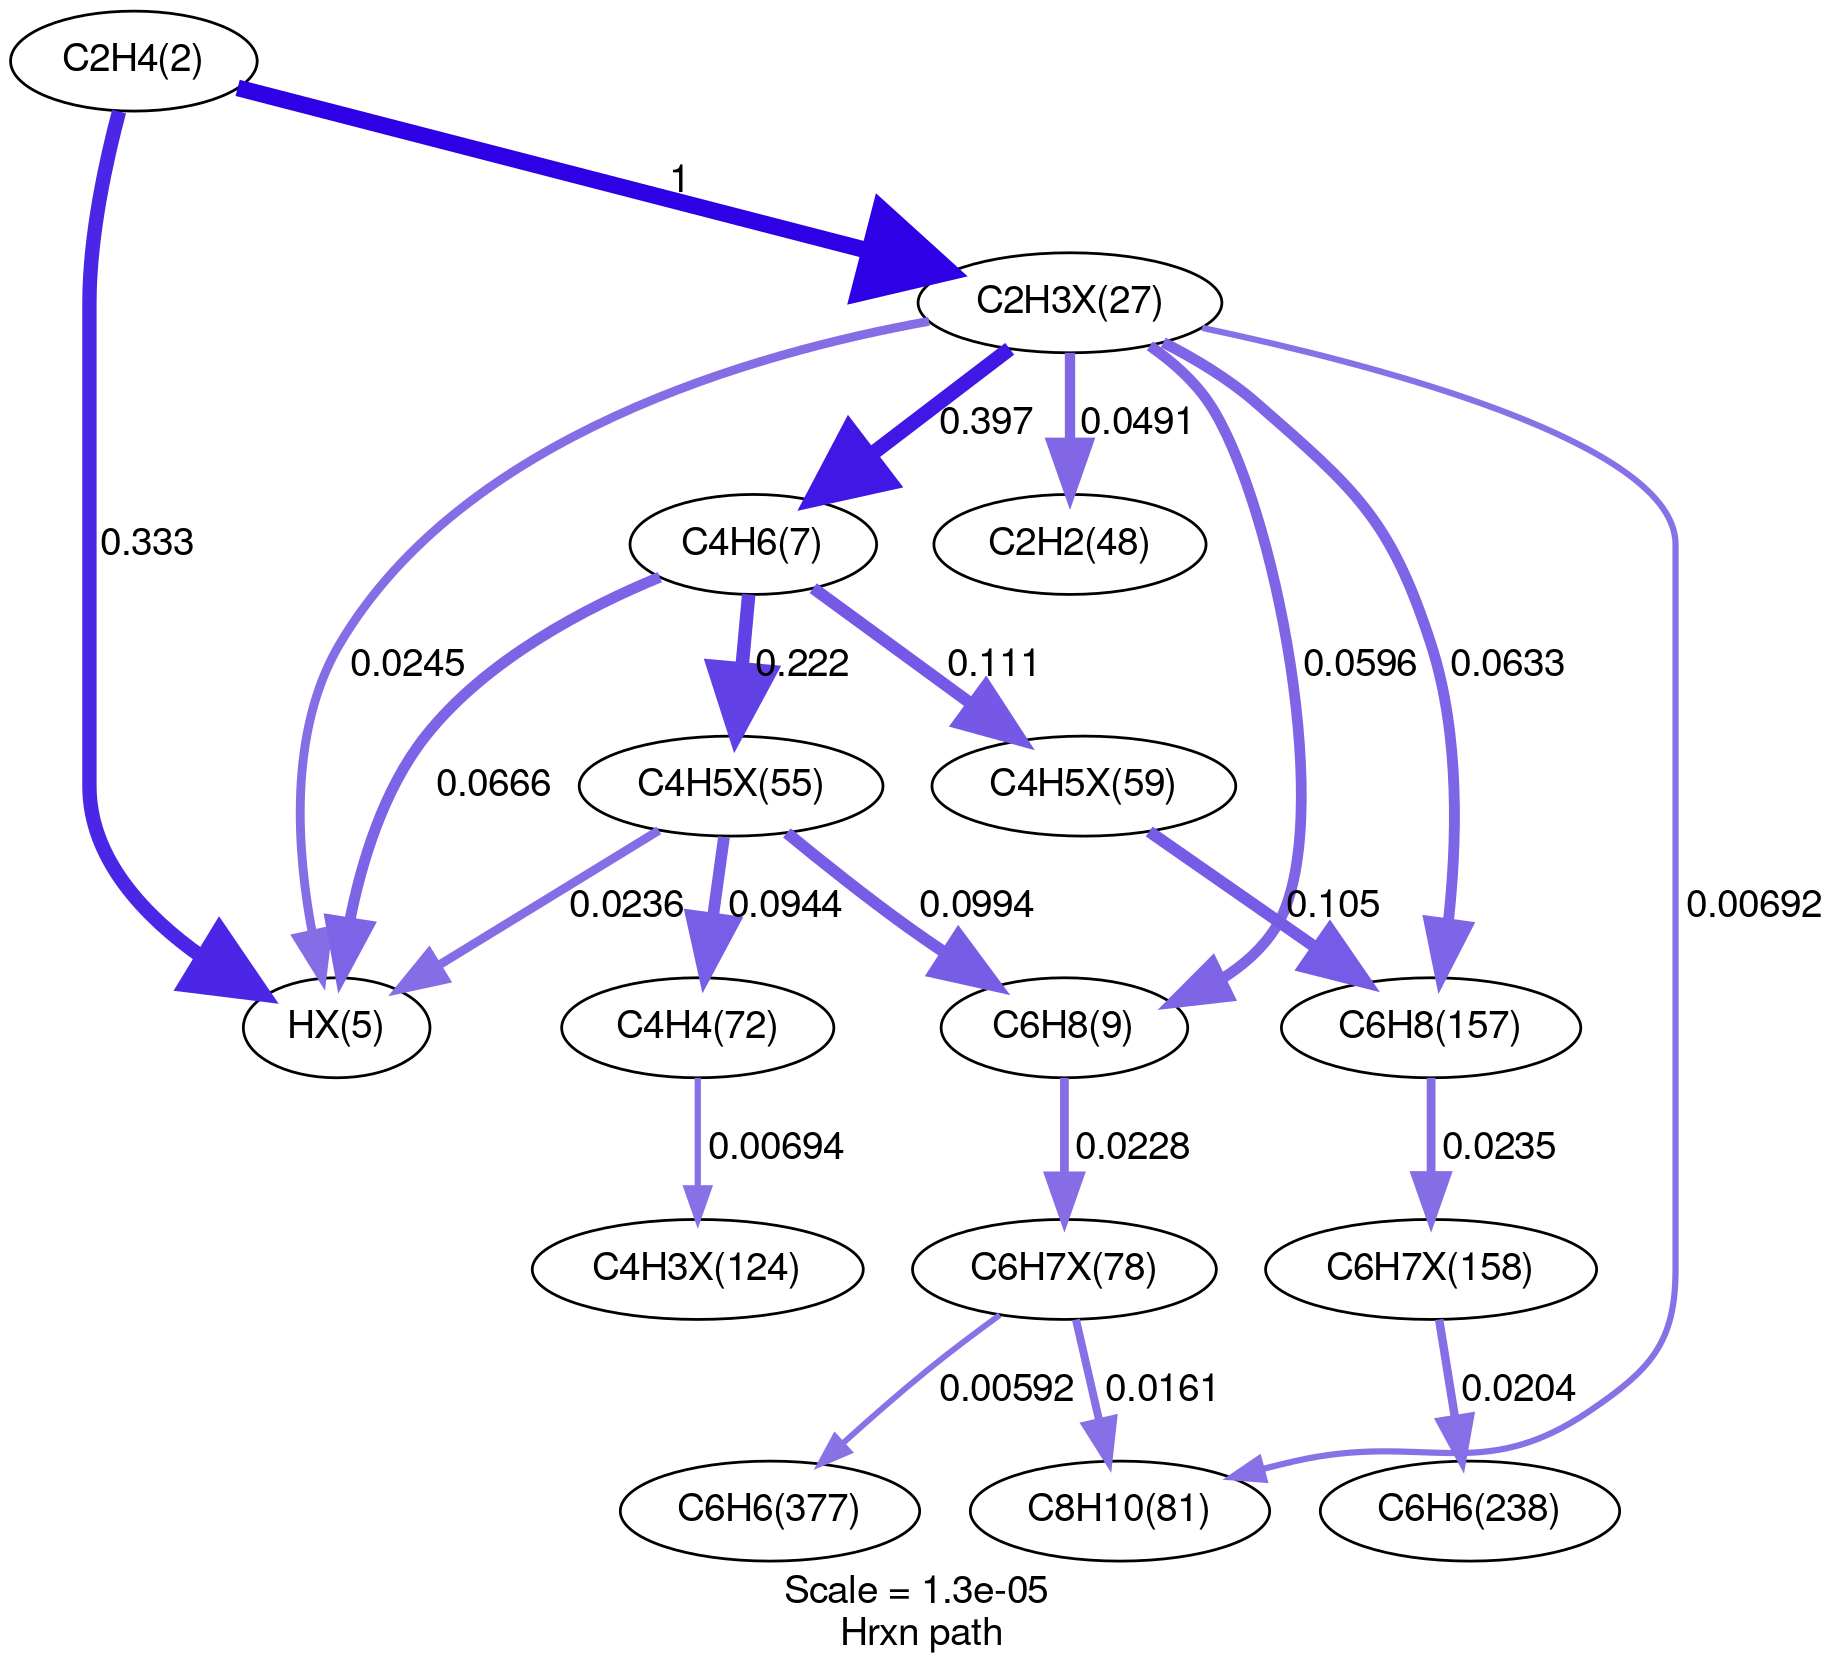 C2H4(2)
1
C2H3X(27)
0.397
0.0491
0.333
C4H6(7)
C2H2(48)
0.0245
0.222
0.111
0.0596
0.0633
0.0666
C4H5X(55)
C4H5X(59)
0.0236
0.0944
0.0994
0.105
0.00692
HX(5)
C4H4(72)
C6H8(9)
C6H8(157)
0.00694
0.0228
0.0235
C4H3X(124)
C6H7X(78)
C6H7X(158)
0.00592
0.0161
0.0204
C6H6(377)
C8H10(81)
C6H6(238)
Scale = 1.3e-05
Hrxn path